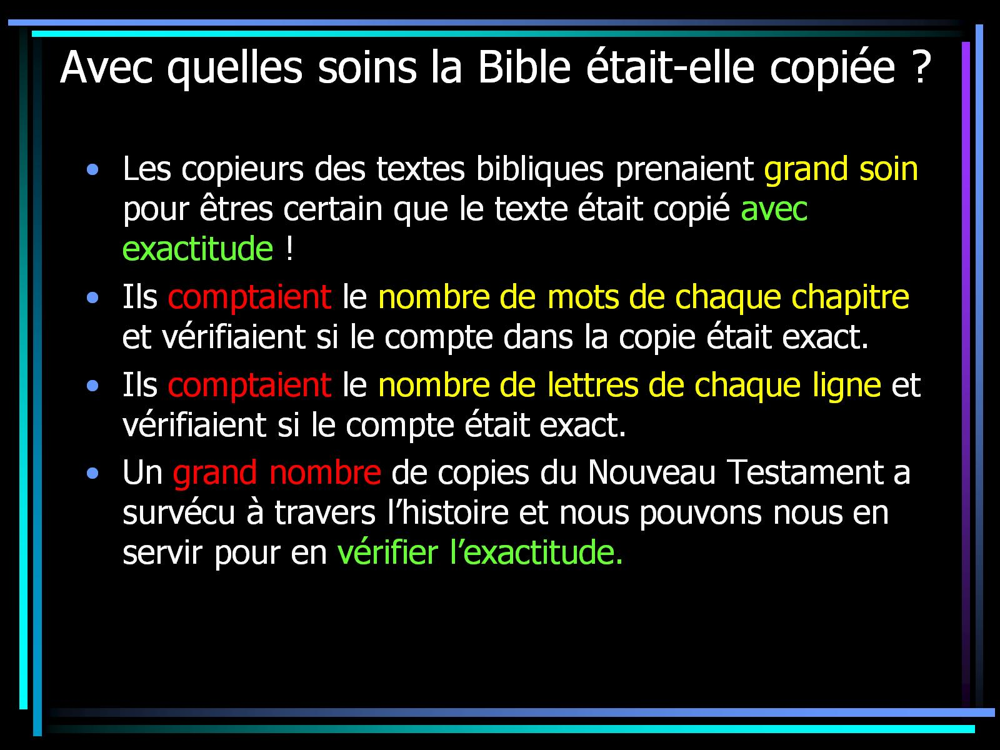 Avec quelles soins la Bible était-elle copiée ?
• Les copieurs des textes bibliques prenaient grand soin
pour êtres certain que le texte était copié avec
exactitude !
• Ils comptaient le nombre de mots de chaque chapitre
et vérifiaient si le compte dans la copie était exact.
• Ils comptaient le nombre de lettres de chaque ligne et
vérifiaient si le compte était exact.
• Un grand nombre de copies du Nouveau Testament a
survécu à travers l’histoire et nous pouvons nous en
servir pour en vérifier l’exactitude.